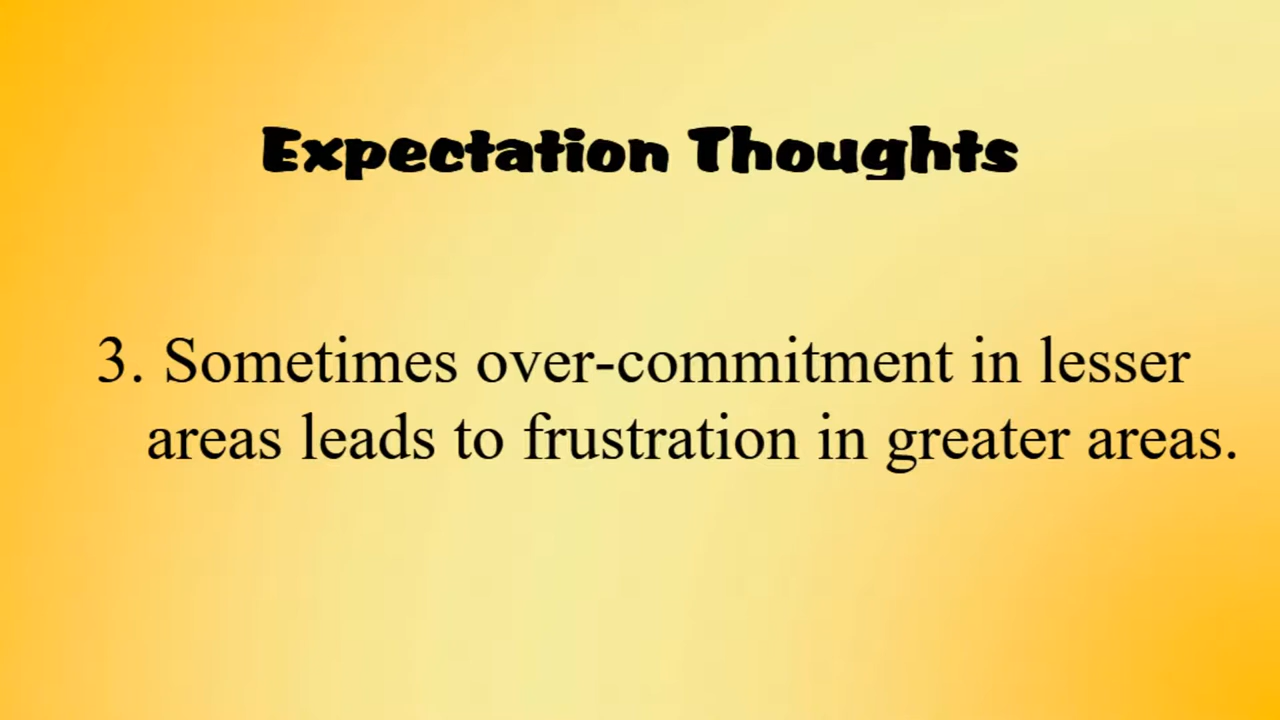 Expectation Thoughts
3. Sometimes over-commitment in lesser
areas leads to frustration in greater areas.